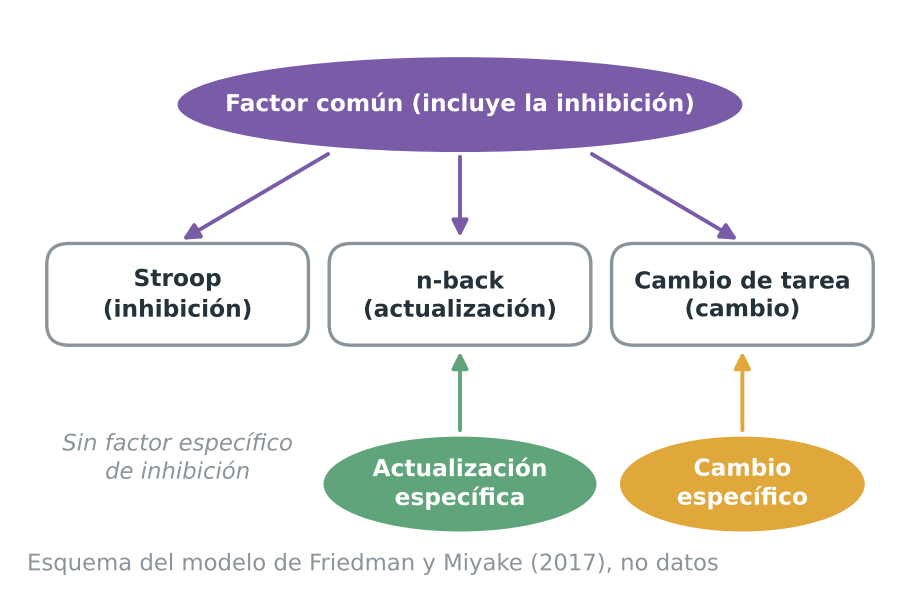 Factor común (incluye la inhibición)
Stroop
(inhibición)
n-back
(actualización)
Cambio de tarea
(cambio)
Sin factor específico
de inhibición
Actualización
específica
Cambio
específico
Esquema del modelo de Friedman y Miyake (2017), no datos